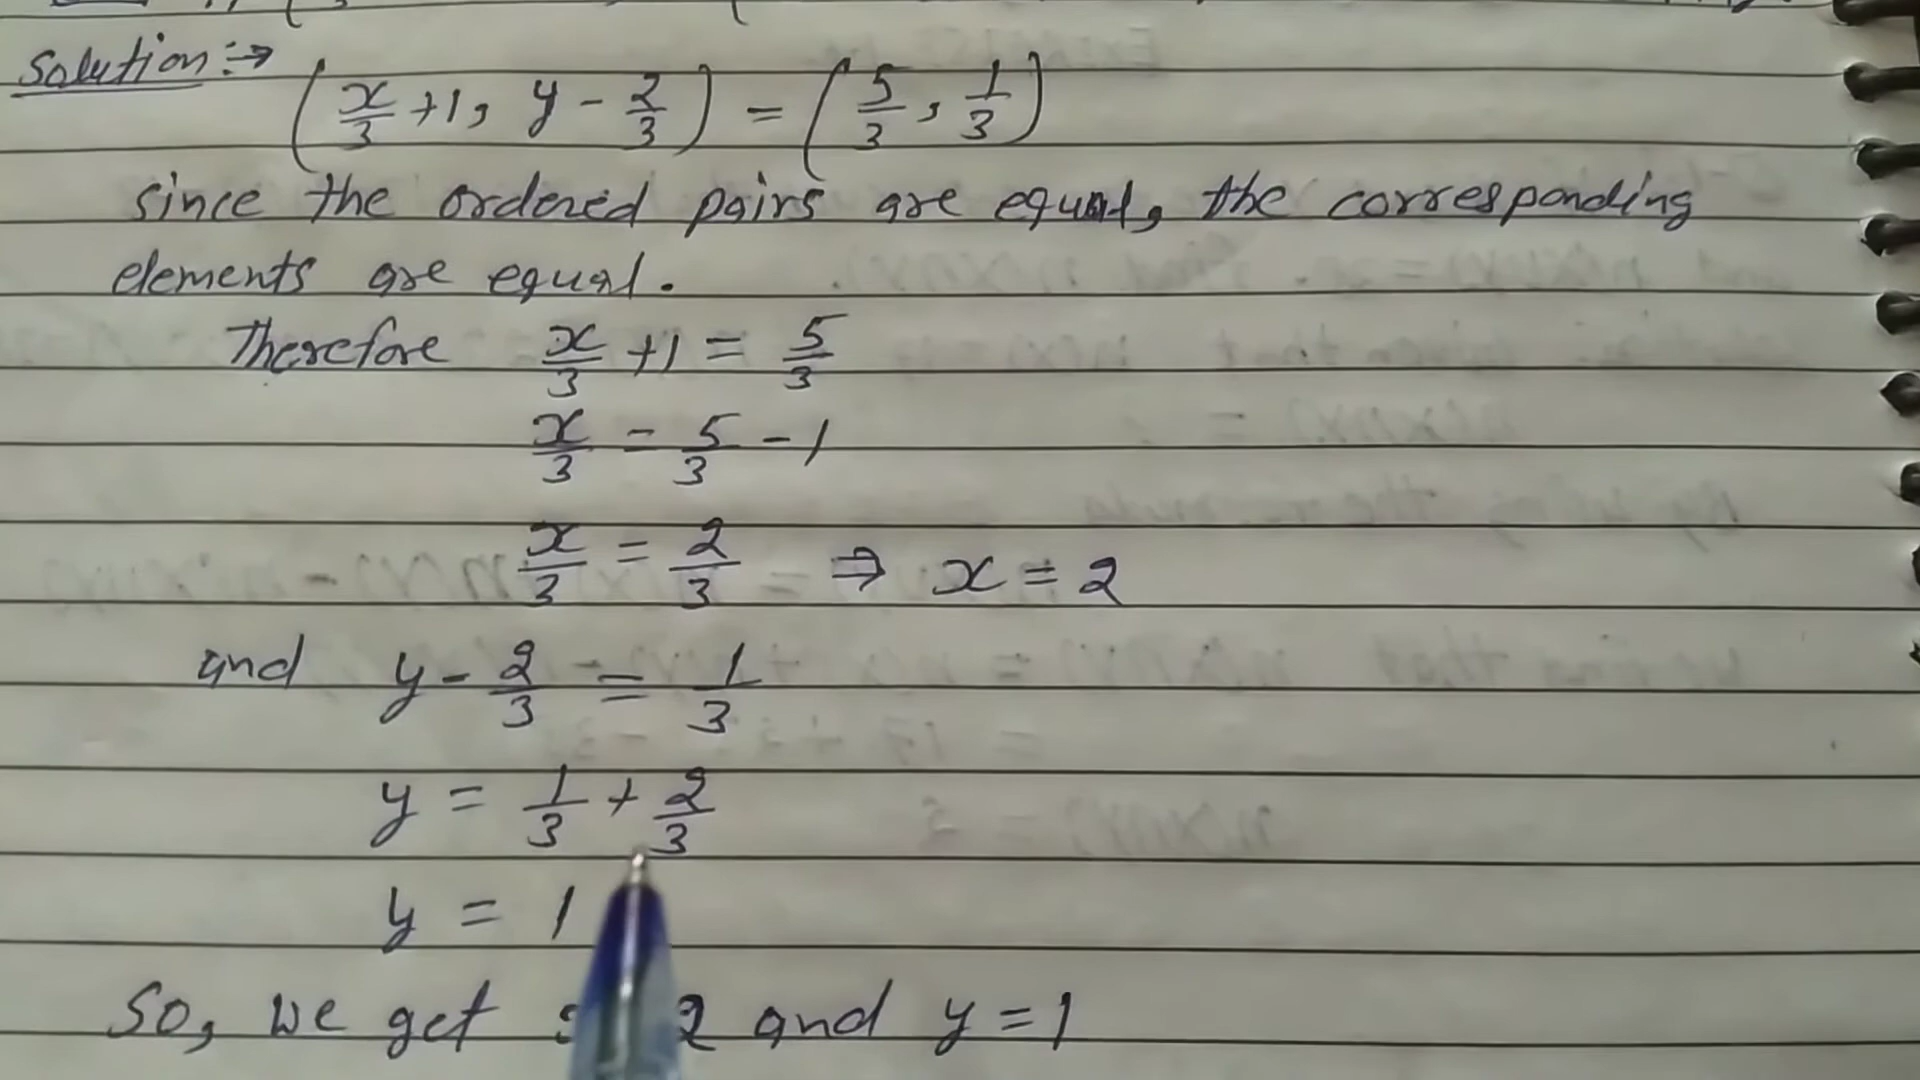 Solution :→
(x/3 + 1, y - 2/3) = (5/3, 1/3)
since the ordered pairs are equal, the corresponding
elements are equal.
Therefore x/3 + 1 = 5/3
x/3 = 5/3 - 1
x/3 = 2/3 ⇒ x = 2
and y - 2/3 = 1/3
y = 1/3 + 2/3
y = 1
So, we get 2 and y = 1